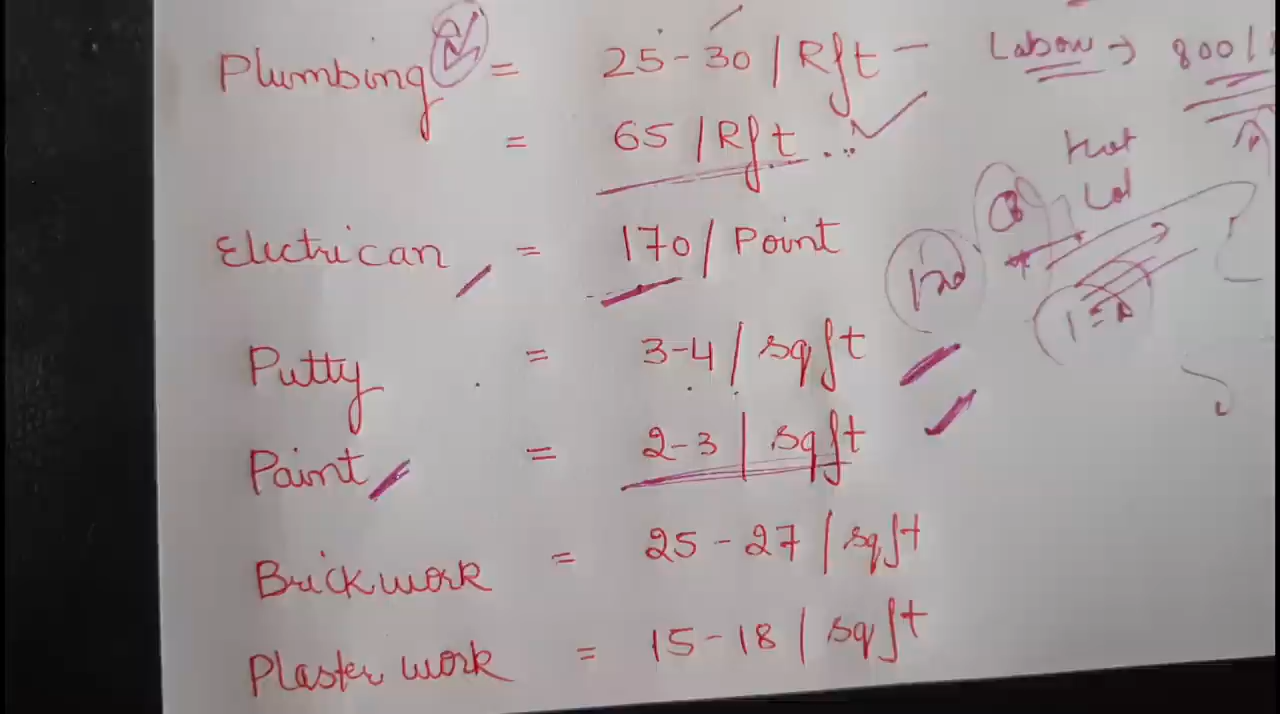 Plumbing = 25-30 / Rft - Labour → 800/
= 65 / Rft ...
Electrican = 170 / Point
120
Putty = 3-4 / sqft
Paint = 2-3 / sqft
Brickwork = 25-27 / sqft
Plaster work = 15-18 / sqft